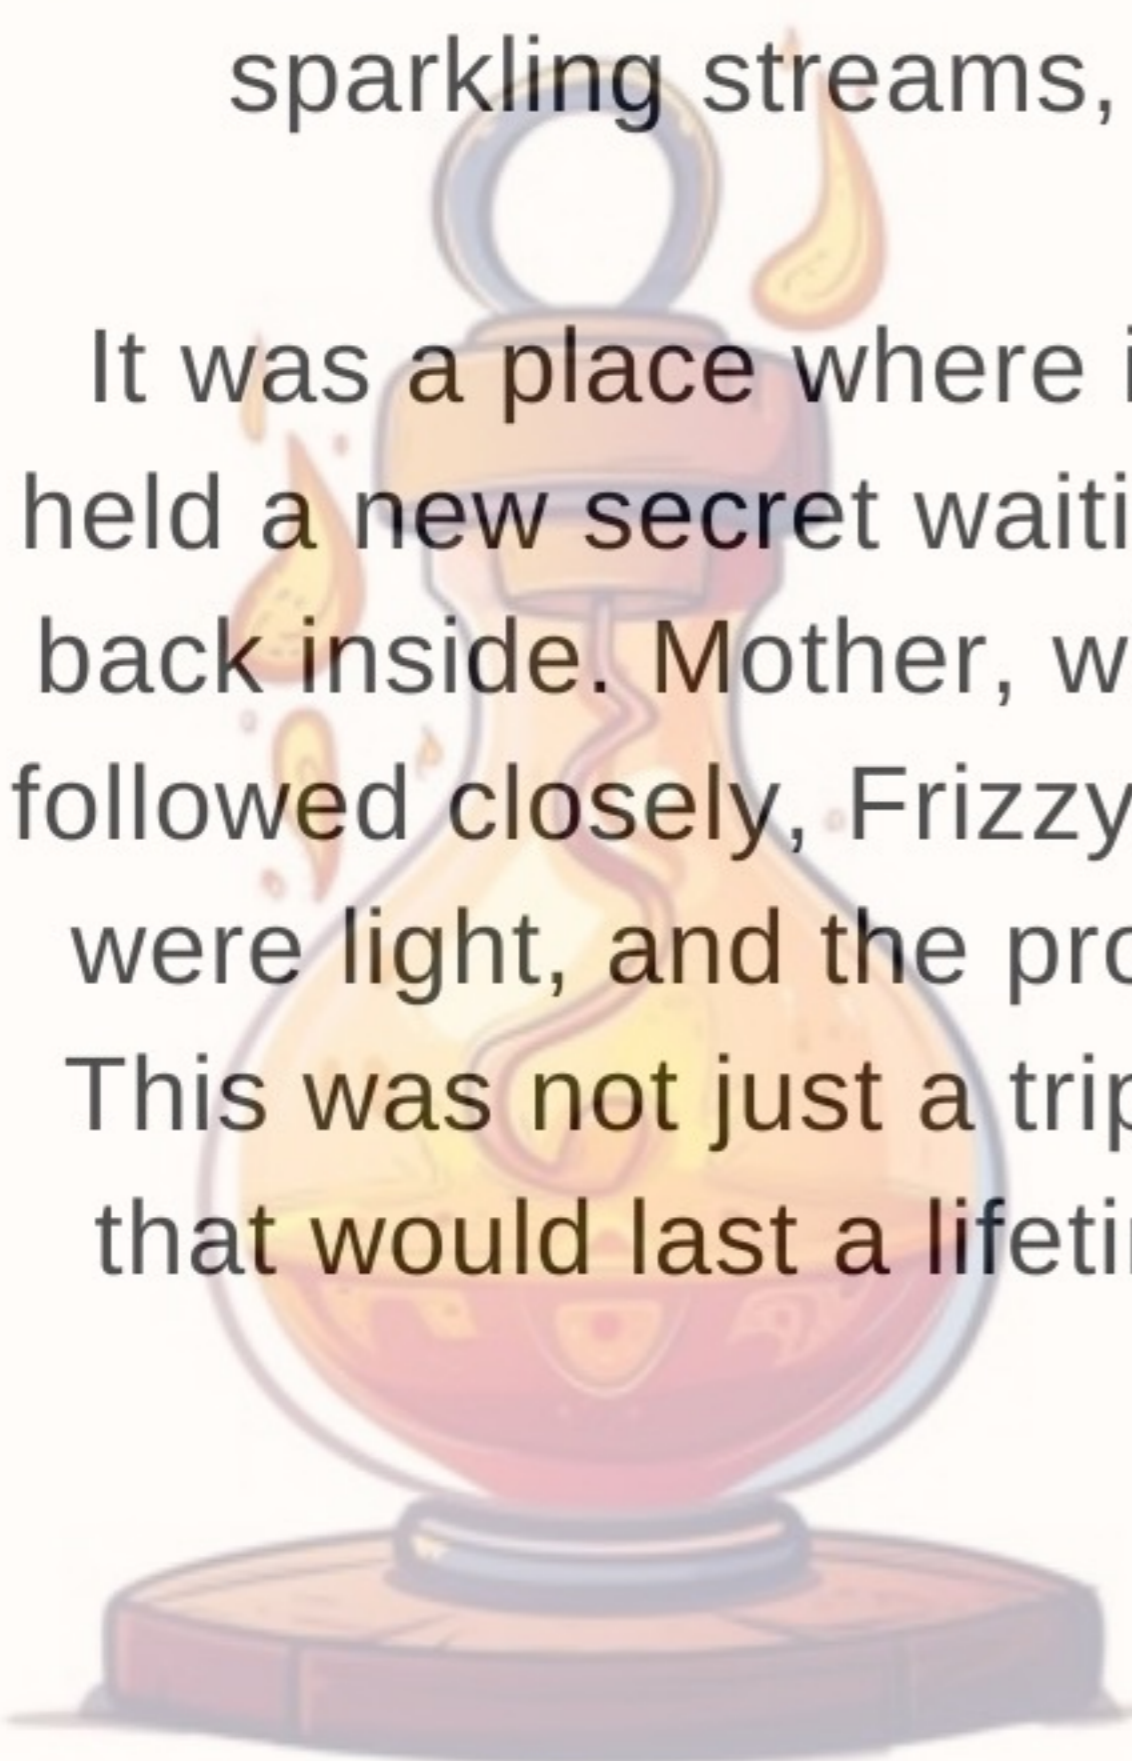 sparkling streams,
It was a place where i
held a new secret waiti
back inside. Mother, w
followed closely, Frizzy
were light, and the pro
This was not just a trip
that would last a lifetin